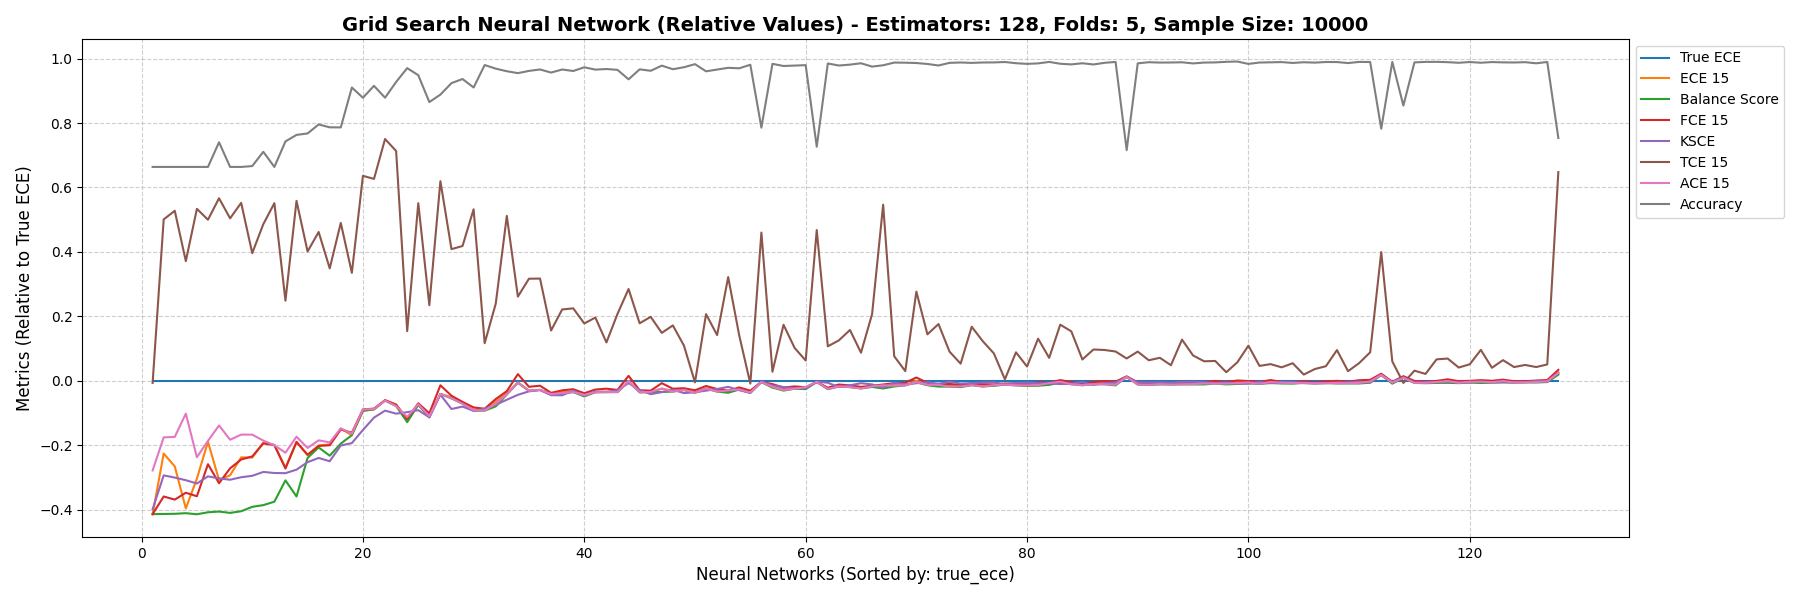 Grid Search Neural Network (Relative Values) - Estimators: 128, Folds: 5, Sample Size: 10000
Metrics (Relative to True ECE)
1.0
0.8
0.6
0.4
0.2
0.0
−0.2
−0.4
0
20
40
60
80
100
120
Neural Networks (Sorted by: true_ece)
True ECE
ECE 15
Balance Score
FCE 15
KSCE
TCE 15
ACE 15
Accuracy